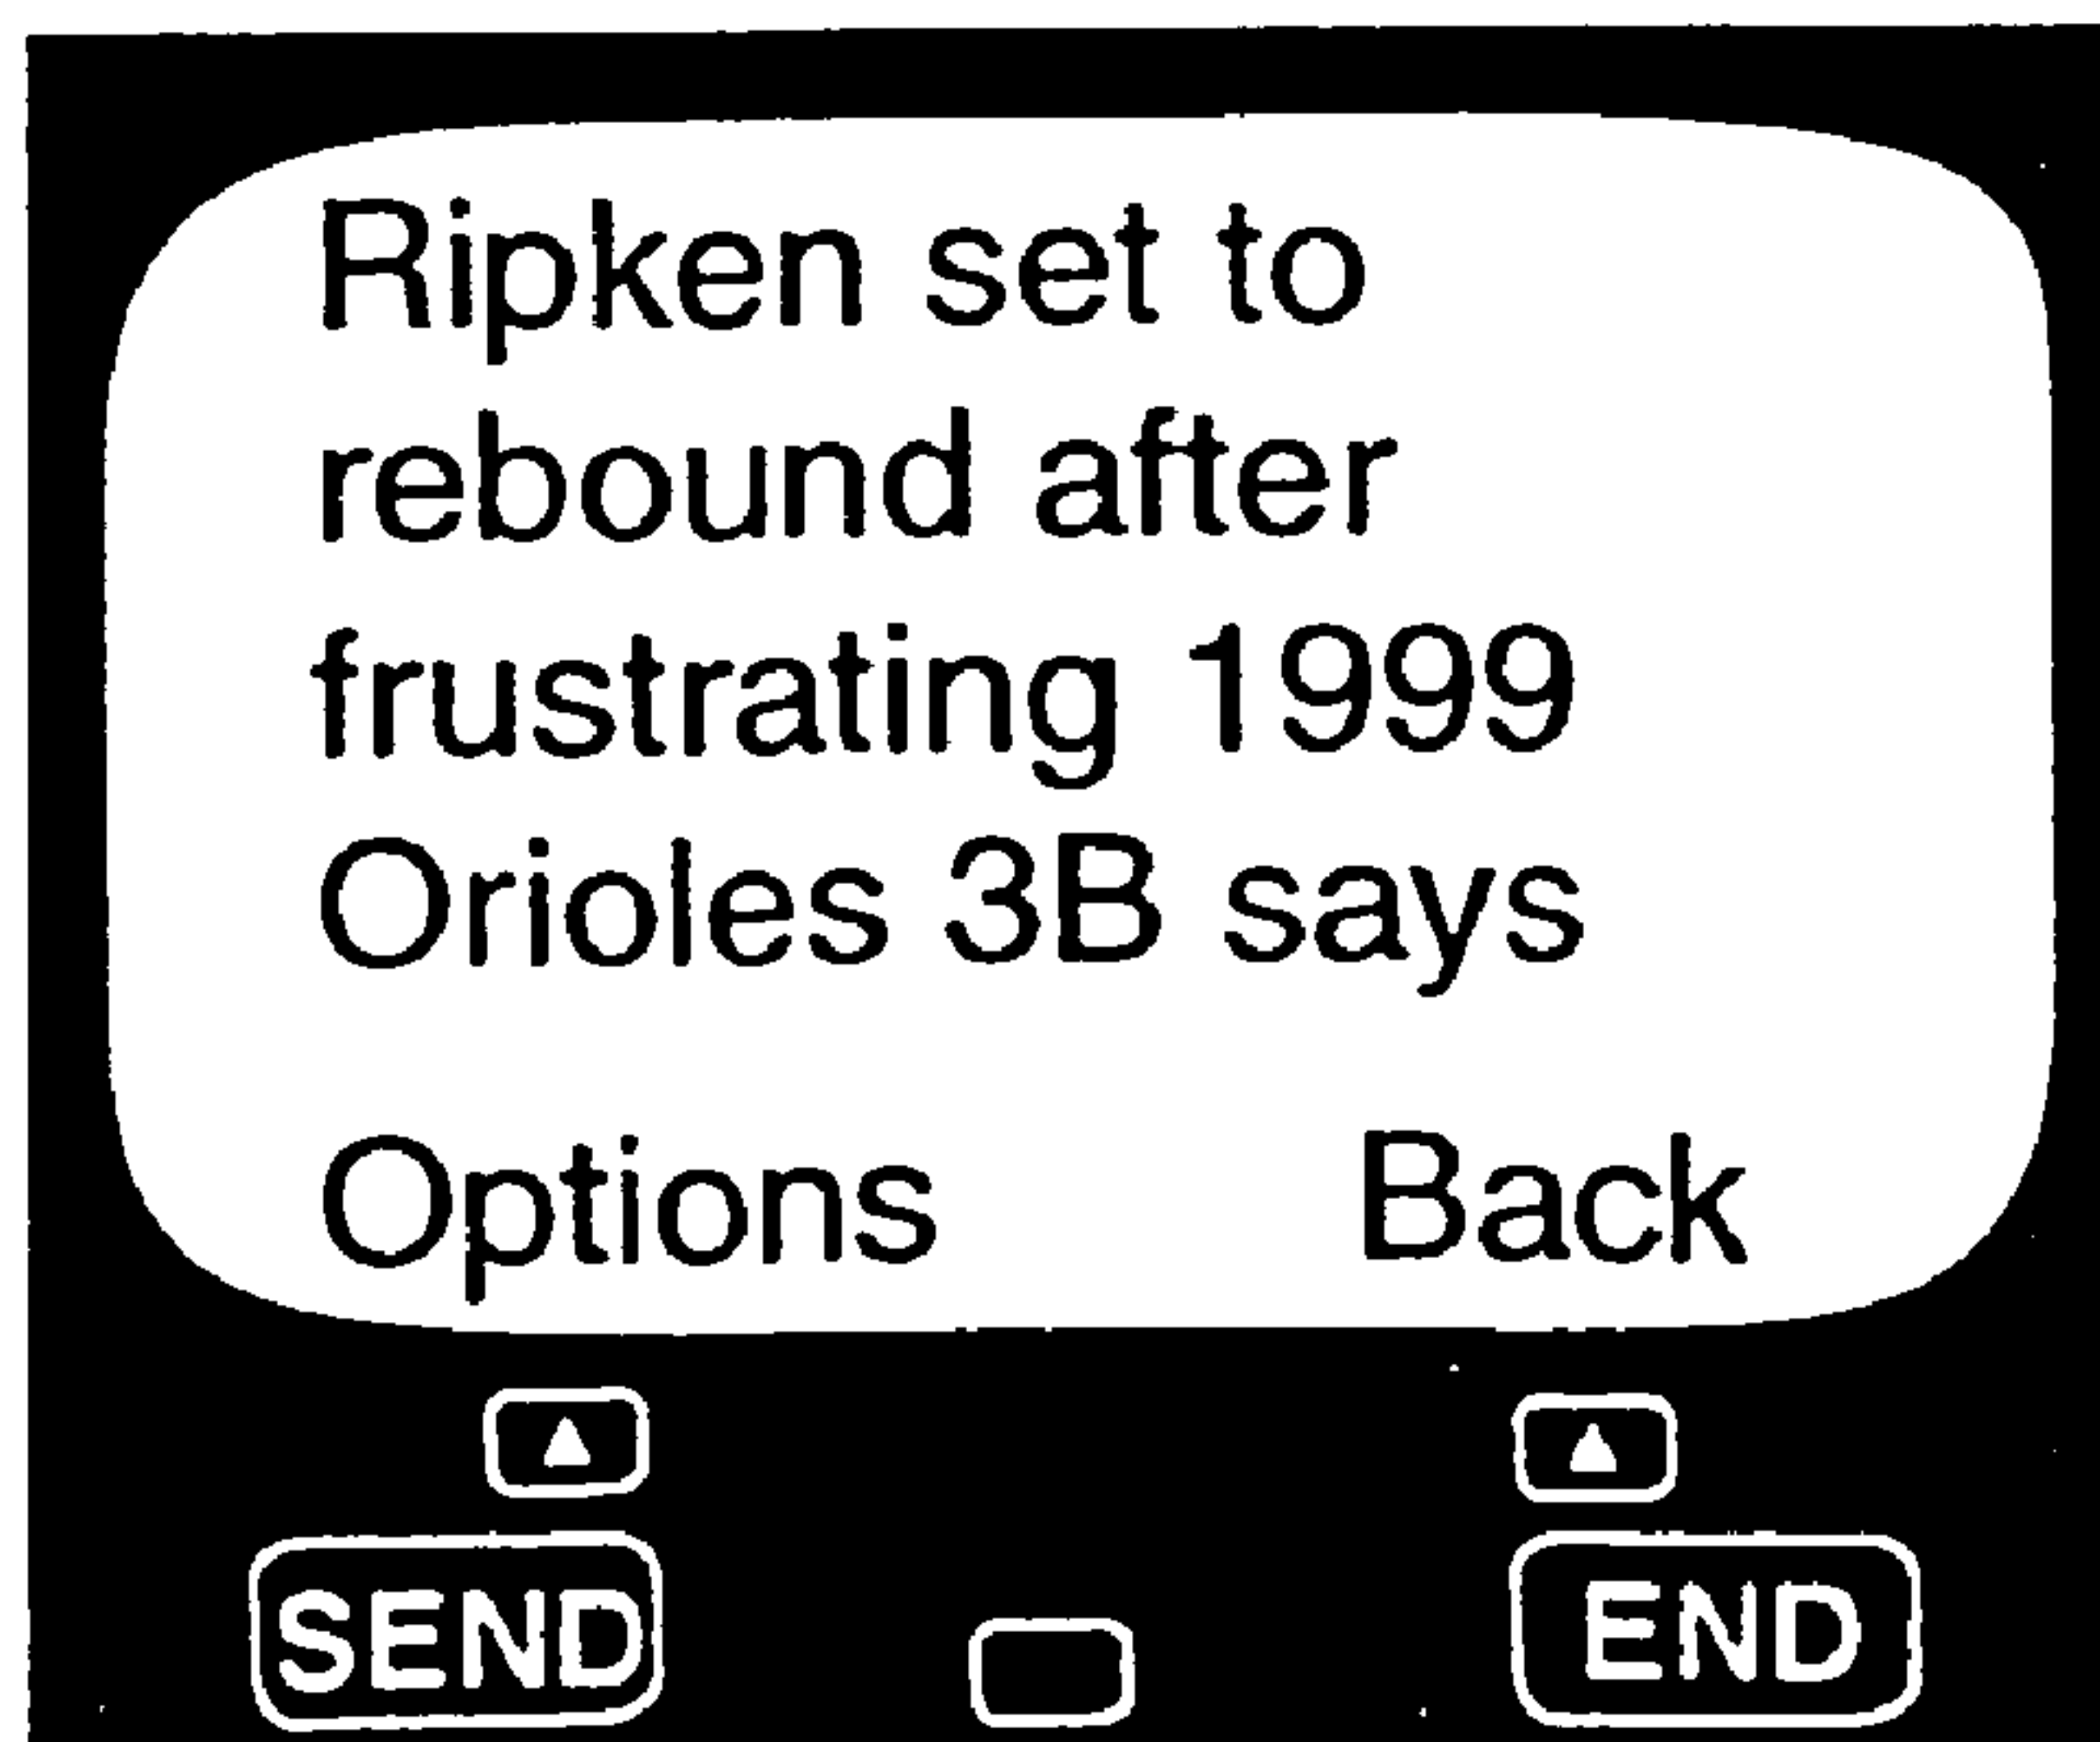 Ripken set to
rebound after
frustrating 1999
Orioles 3B says
Options Back
SEND END